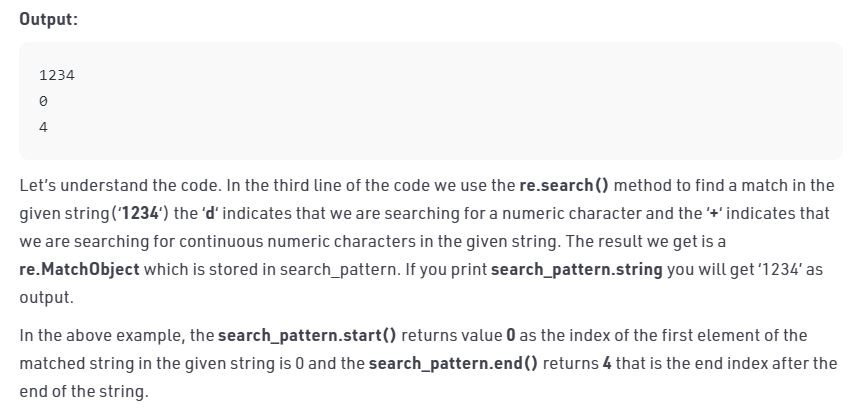 Output:
1234
0
4
Let’s understand the code. In the third line of the code we use the re.search() method to find a match in the
given string(‘1234‘) the ‘d‘ indicates that we are searching for a numeric character and the ‘+‘ indicates that
we are searching for continuous numeric characters in the given string. The result we get is a
re.MatchObject which is stored in search_pattern. If you print search_pattern.string you will get ‘1234’ as
output.
In the above example, the search_pattern.start() returns value 0 as the index of the first element of the
matched string in the given string is 0 and the search_pattern.end() returns 4 that is the end index after the
end of the string.